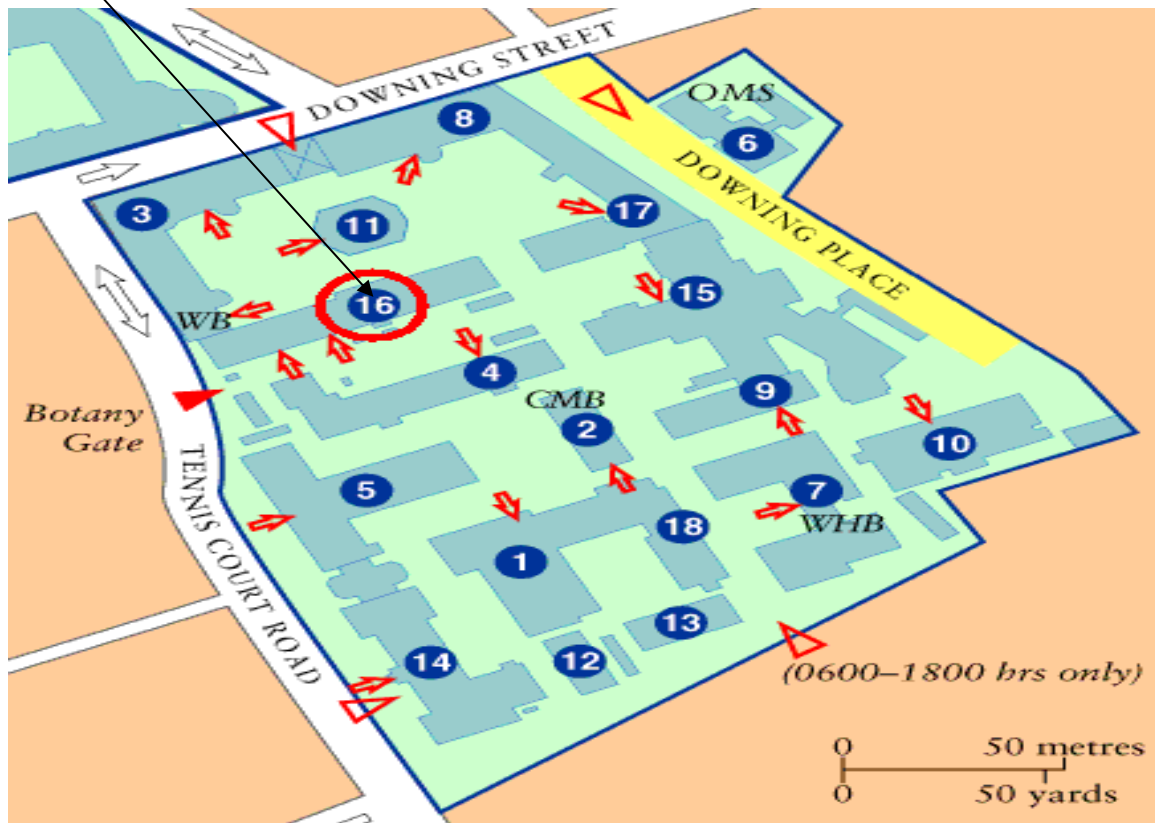 DOWNING STREET
OMS
8
6
3
17
11
DOWNING PLACE
15
16
WB
4
9
CMB
Botany
Gate
2
10
TENNIS COURT ROAD
5
7
WHB
18
1
13
12
14
(0600–1800 hrs only)
0 50 metres
0 50 yards